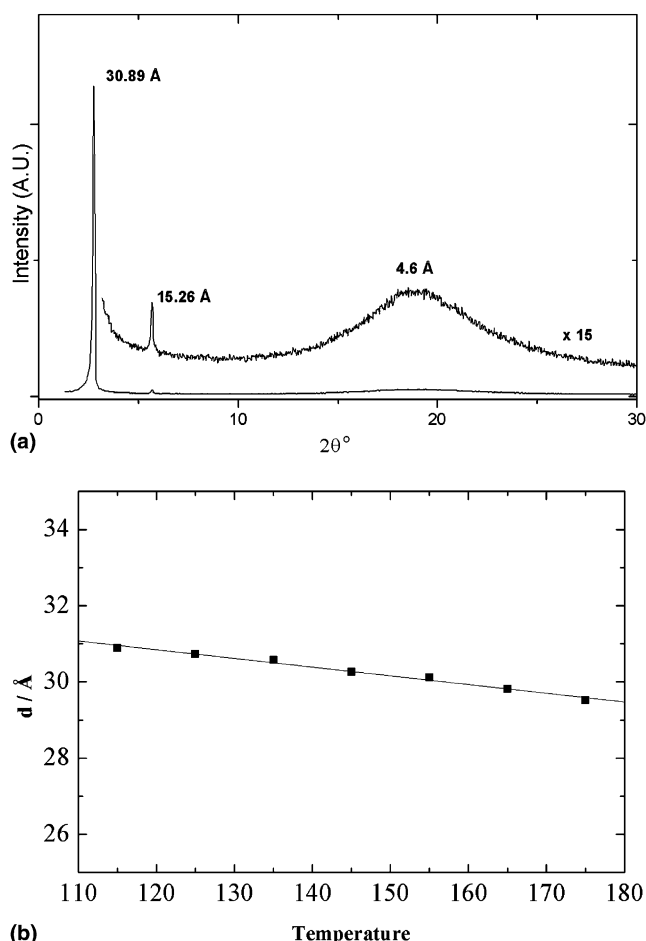 30.89 Å
Intensity (A.U.)
15.26 Å
4.6 Å
x 15
0
10
20
30
(a)
2θ°
34
32
30
28
26
d / Å
110
120
130
140
150
160
170
180
(b)
Temperature